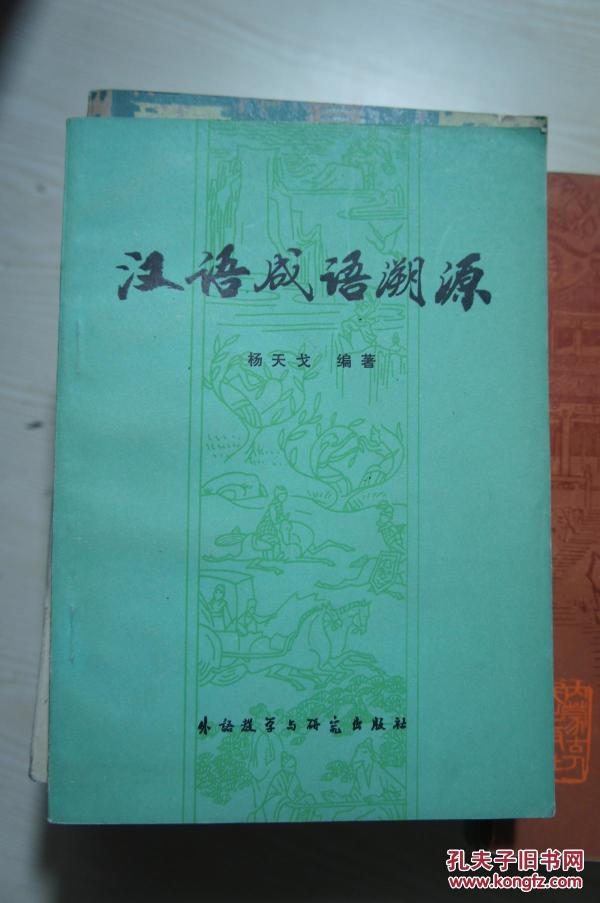 汉语成语溯源
杨天戈 编著
外语教学与研究出版社
孔夫子旧书网
www.kongfz.com